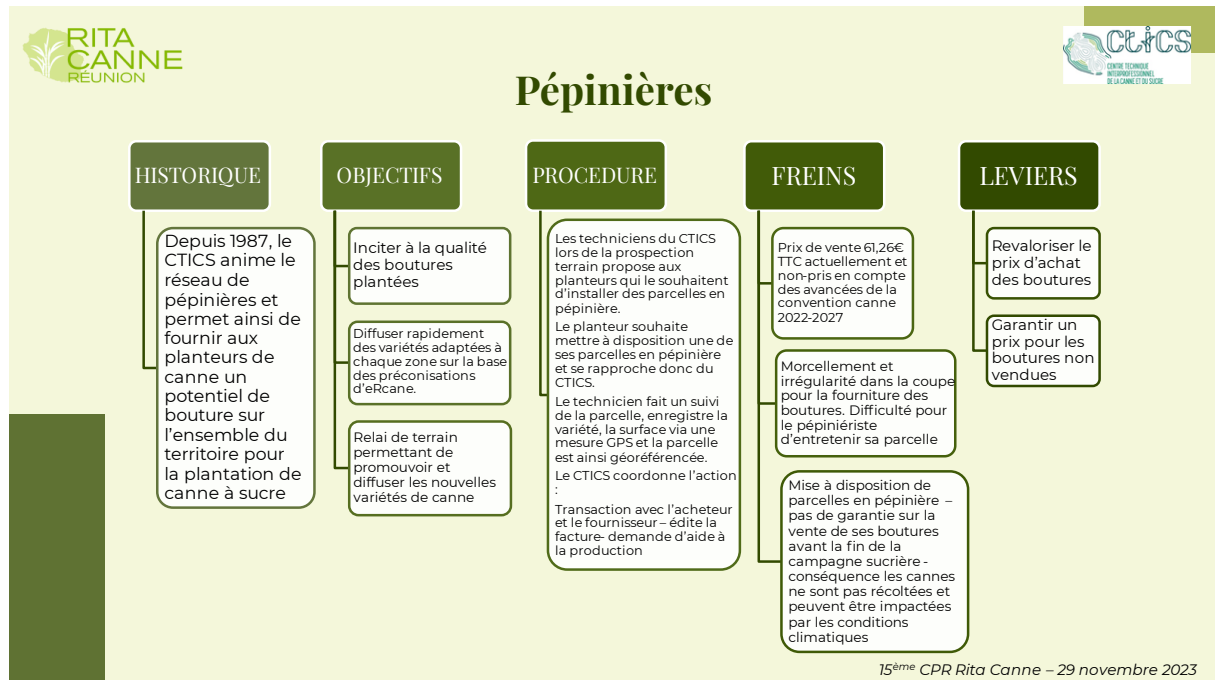 RITA
CANNE
RÉUNION
CTICS
CENTRE TECHNIQUE
INTERPROFESSIONNEL
DE LA CANNE ET DU SUCRE
Pépinières
HISTORIQUE
Depuis 1987, le
CTICS anime le
réseau de
pépinières et
permet ainsi de
fournir aux
planteurs de
canne un
potentiel de
bouture sur
l’ensemble du
territoire pour
la plantation de
canne à sucre
OBJECTIFS
Inciter à la qualité
des boutures
plantées
Diffuser rapidement
des variétés adaptées à
chaque zone sur la base
des préconisations
d’eRcane.
Relai de terrain
permettant de
promouvoir et
diffuser les nouvelles
variétés de canne
PROCEDURE
Les techniciens du CTICS
lors de la prospection
terrain propose aux
planteurs qui le souhaitent
d’installer des parcelles en
pépinière.
Le planteur souhaite
mettre à disposition une de
ses parcelles en pépinière
et se rapproche donc du
CTICS.
Le technicien fait un suivi
de la parcelle, enregistre la
variété, la surface via une
mesure GPS et la parcelle
est ainsi géoréférencée.
Le CTICS coordonne l’action
:
Transaction avec l’acheteur
et le fournisseur – édite la
facture- demande d’aide à
la production
FREINS
Prix de vente 61,26€
TTC actuellement et
non-pris en compte
des avancées de la
convention canne
2022-2027
Morcellement et
irrégularité dans la coupe
pour la fourniture des
boutures. Difficulté pour
le pépiniériste
d’entretenir sa parcelle
Mise à disposition de
parcelles en pépinière –
pas de garantie sur la
vente de ses boutures
avant la fin de la
campagne sucrière -
conséquence les cannes
ne sont pas récoltées et
peuvent être impactées
par les conditions
climatiques
LEVIERS
Revaloriser le
prix d’achat
des boutures
Garantir un
prix pour les
boutures non
vendues
15ème CPR Rita Canne – 29 novembre 2023